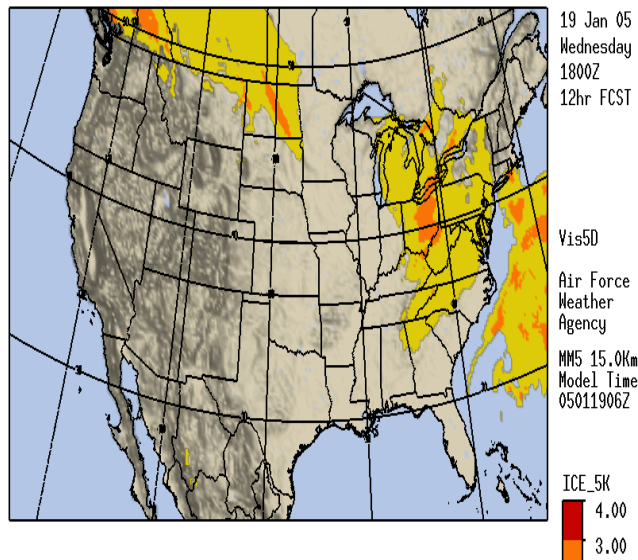 19 Jan 05
Wednesday
1800Z
12hr FCST
Vis5D
Air Force
Weather
Agency
MM5 15.0Km
Model Time
05011906Z
ICE_5K
4.00
3.00